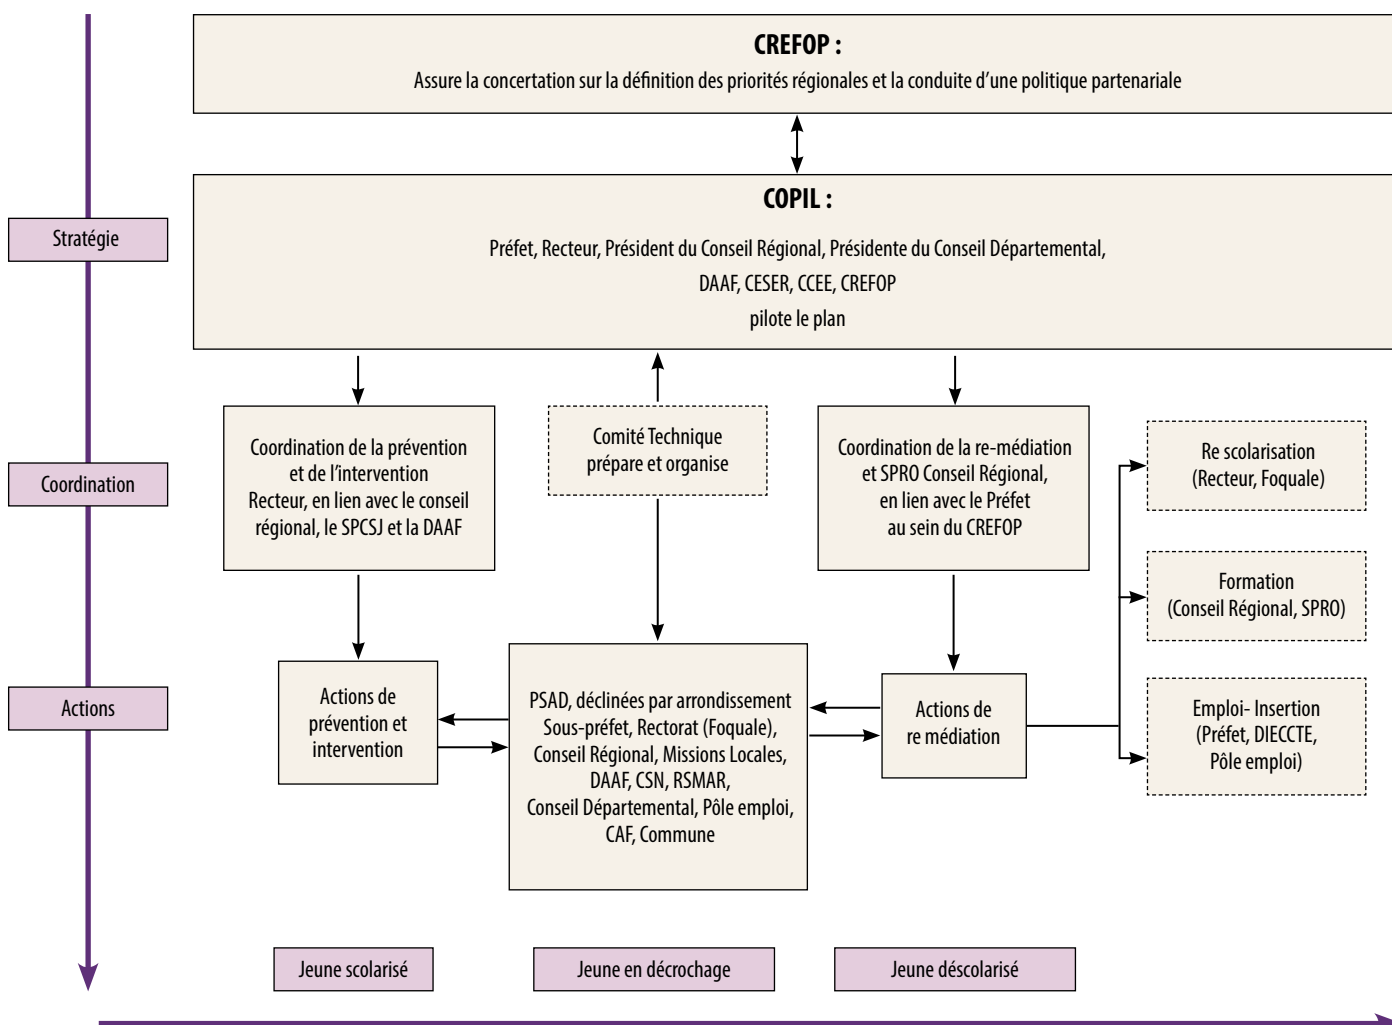 CREFOP :
Assure la concertation sur la définition des priorités régionales et la conduite d’une politique partenariale
Stratégie
COPIL :
Préfet, Recteur, Président du Conseil Régional, Présidente du Conseil Départemental,
DAAF, CESER, CCEE, CREFOP
pilote le plan
Coordination
Coordination de la prévention
et de l’intervention
Recteur, en lien avec le conseil
régional, le SPCSJ et la DAAF
Comité Technique
prépare et organise
Coordination de la re-médiation
et SPRO Conseil Régional,
en lien avec le Préfet
au sein du CREFOP
Re scolarisation
(Recteur, Foquale)
Formation
(Conseil Régional, SPRO)
Actions
Actions de
prévention et
intervention
PSAD, déclinées par arrondissement
Sous-préfet, Rectorat (Foquale),
Conseil Régional, Missions Locales,
DAAF, CSN, RSMAR,
Conseil Départemental, Pôle emploi,
CAF, Commune
Actions de
re médiation
Emploi- Insertion
(Préfet, DIECCTE,
Pôle emploi)
Jeune scolarisé
Jeune en décrochage
Jeune déscolarisé